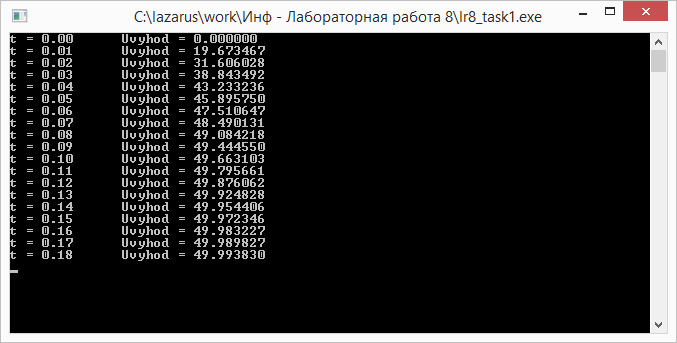 C:\lazarus\work\Инф - Лабораторная работа 8\lr8_task1.exe
t = 0.00      Uvyhod = 0.000000
t = 0.01      Uvyhod = 19.673467
t = 0.02      Uvyhod = 31.606028
t = 0.03      Uvyhod = 38.843492
t = 0.04      Uvyhod = 43.233236
t = 0.05      Uvyhod = 45.895750
t = 0.06      Uvyhod = 47.510647
t = 0.07      Uvyhod = 48.490131
t = 0.08      Uvyhod = 49.084218
t = 0.09      Uvyhod = 49.444550
t = 0.10      Uvyhod = 49.663103
t = 0.11      Uvyhod = 49.795661
t = 0.12      Uvyhod = 49.876062
t = 0.13      Uvyhod = 49.924828
t = 0.14      Uvyhod = 49.954406
t = 0.15      Uvyhod = 49.972346
t = 0.16      Uvyhod = 49.983227
t = 0.17      Uvyhod = 49.989827
t = 0.18      Uvyhod = 49.993830